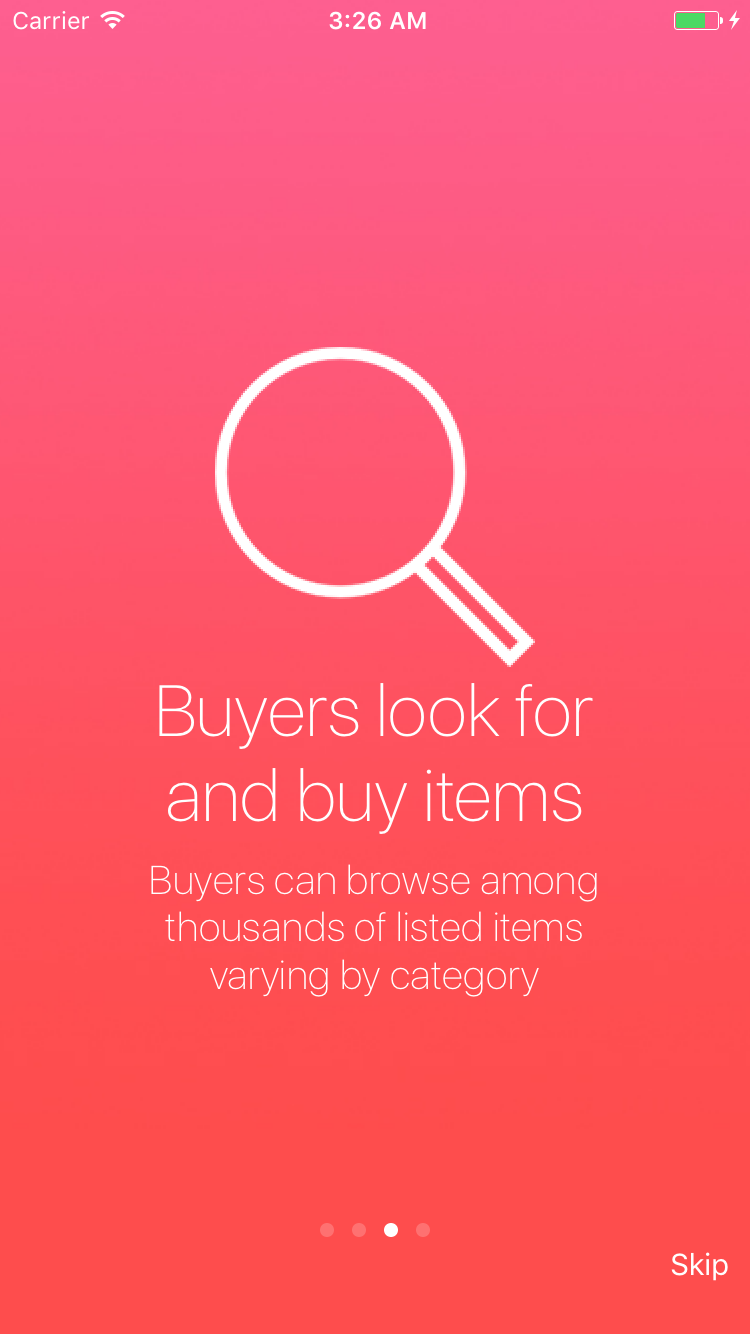 Carrier 3:26 AM
Buyers look for
and buy items
Buyers can browse among
thousands of listed items
varying by category
Skip